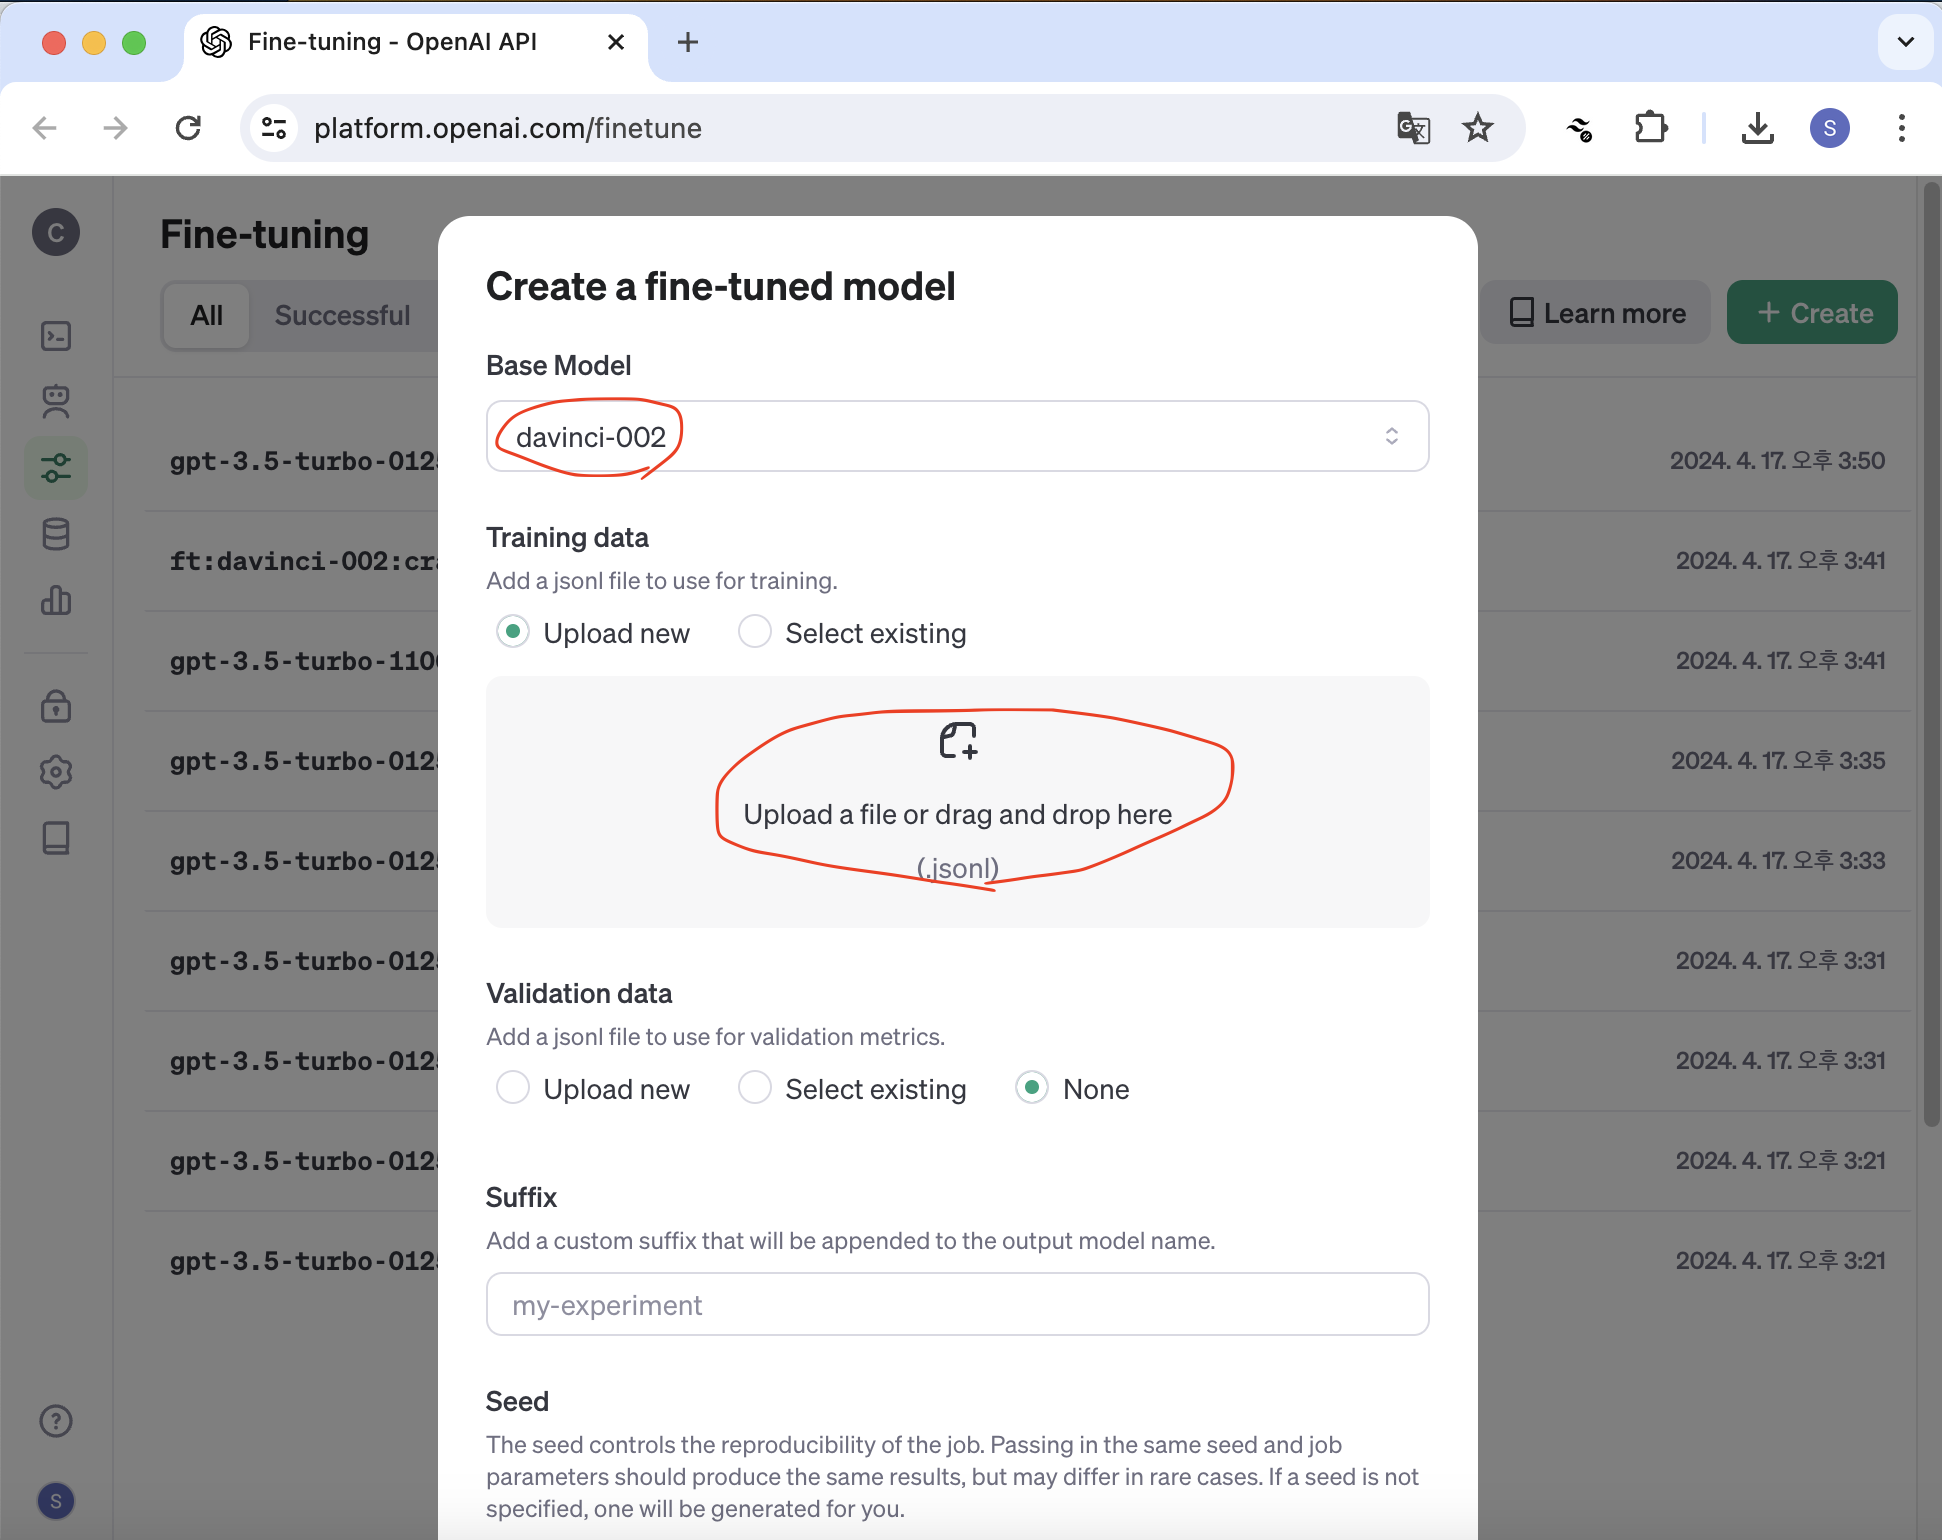 Fine-tuning - OpenAI API
platform.openai.com/finetune
S
C
Fine-tuning
All Successful
Learn more
+ Create
Create a fine-tuned model
Base Model
davinci-002
Training data
Add a jsonl file to use for training.
Upload new Select existing
Upload a file or drag and drop here
(.jsonl)
Validation data
Add a jsonl file to use for validation metrics.
Upload new Select existing None
Suffix
Add a custom suffix that will be appended to the output model name.
my-experiment
Seed
The seed controls the reproducibility of the job. Passing in the same seed and job
parameters should produce the same results, but may differ in rare cases. If a seed is not
specified, one will be generated for you.
gpt-3.5-turbo-0125 2024. 4. 17. 오후 3:50
ft:davinci-002:cra 2024. 4. 17. 오후 3:41
gpt-3.5-turbo-1106 2024. 4. 17. 오후 3:41
gpt-3.5-turbo-0125 2024. 4. 17. 오후 3:35
gpt-3.5-turbo-0125 2024. 4. 17. 오후 3:33
gpt-3.5-turbo-0125 2024. 4. 17. 오후 3:31
gpt-3.5-turbo-0125 2024. 4. 17. 오후 3:31
gpt-3.5-turbo-0125 2024. 4. 17. 오후 3:21
gpt-3.5-turbo-0125 2024. 4. 17. 오후 3:21
S